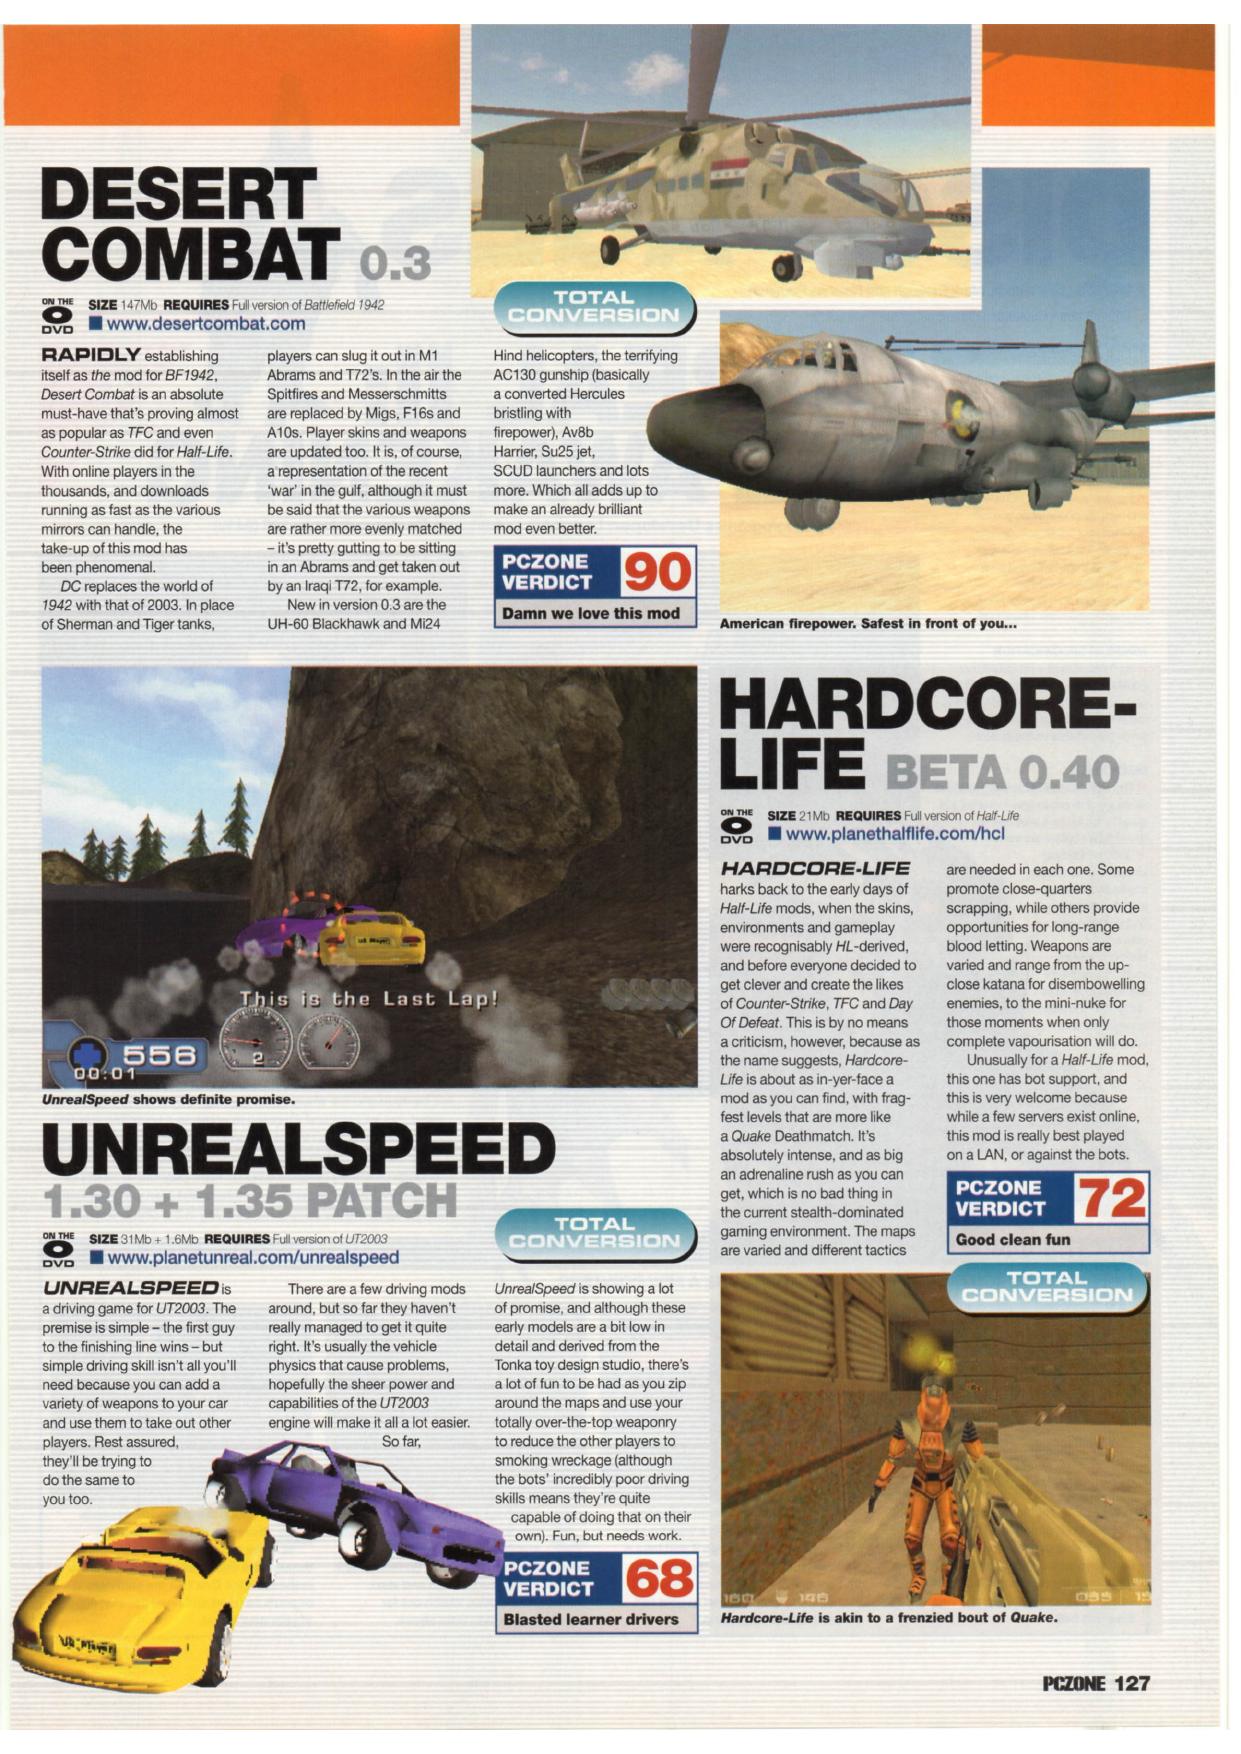 DESERT
COMBAT 0.3
ON THE
DVD
SIZE 147Mb REQUIRES Full version of Battlefield 1942
www.desertcombat.com
TOTAL
CONVERSION
RAPIDLY establishing
itself as the mod for BF1942,
Desert Combat is an absolute
must-have that's proving almost
as popular as TFC and even
Counter-Strike did for Half-Life.
With online players in the
thousands, and downloads
running as fast as the various
mirrors can handle, the
take-up of this mod has
been phenomenal.
DC replaces the world of
1942 with that of 2003. In place
of Sherman and Tiger tanks,
players can slug it out in M1
Abrams and T72's. In the air the
Spitfires and Messerschmitts
are replaced by Migs, F16s and
A10s. Player skins and weapons
are updated too. It is, of course,
a representation of the recent
'war' in the gulf, although it must
be said that the various weapons
are rather more evenly matched
– it's pretty gutting to be sitting
in an Abrams and get taken out
by an Iraqi T72, for example.
New in version 0.3 are the
UH-60 Blackhawk and Mi24
Hind helicopters, the terrifying
AC130 gunship (basically
a converted Hercules
bristling with
firepower), Av8b
Harrier, Su25 jet,
SCUD launchers and lots
more. Which all adds up to
make an already brilliant
mod even better.
PCZONE
VERDICT 90
Damn we love this mod
American firepower. Safest in front of you...
This is the Last Lap!
556
2
00:01
UnrealSpeed shows definite promise.
UNREALSPEED
1.30 + 1.35 PATCH
ON THE
DVD
SIZE 31Mb + 1.6Mb REQUIRES Full version of UT2003
www.planetunreal.com/unrealspeed
TOTAL
CONVERSION
UNREALSPEED is
a driving game for UT2003. The
premise is simple – the first guy
to the finishing line wins – but
simple driving skill isn't all you'll
need because you can add a
variety of weapons to your car
and use them to take out other
players. Rest assured,
they'll be trying to
do the same to
you too.
There are a few driving mods
around, but so far they haven't
really managed to get it quite
right. It's usually the vehicle
physics that cause problems,
hopefully the sheer power and
capabilities of the UT2003
engine will make it all a lot easier.
So far,
UnrealSpeed is showing a lot
of promise, and although these
early models are a bit low in
detail and derived from the
Tonka toy design studio, there's
a lot of fun to be had as you zip
around the maps and use your
totally over-the-top weaponry
to reduce the other players to
smoking wreckage (although
the bots' incredibly poor driving
skills means they're quite
capable of doing that on their
own). Fun, but needs work.
PCZONE
VERDICT 68
Blasted learner drivers
HARDCORE-
LIFE BETA 0.40
ON THE
DVD
SIZE 21Mb REQUIRES Full version of Half-Life
www.planethalflife.com/hcl
HARDCORE-LIFE
harks back to the early days of
Half-Life mods, when the skins,
environments and gameplay
were recognisably HL-derived,
and before everyone decided to
get clever and create the likes
of Counter-Strike, TFC and Day
Of Defeat. This is by no means
a criticism, however, because as
the name suggests, Hardcore-
Life is about as in-yer-face a
mod as you can find, with frag-
fest levels that are more like
a Quake Deathmatch. It's
absolutely intense, and as big
an adrenaline rush as you can
get, which is no bad thing in
the current stealth-dominated
gaming environment. The maps
are varied and different tactics
are needed in each one. Some
promote close-quarters
scrapping, while others provide
opportunities for long-range
blood letting. Weapons are
varied and range from the up-
close katana for disembowelling
enemies, to the mini-nuke for
those moments when only
complete vapourisation will do.
Unusually for a Half-Life mod,
this one has bot support, and
this is very welcome because
while a few servers exist online,
this mod is really best played
on a LAN, or against the bots.
PCZONE
VERDICT 72
Good clean fun
TOTAL
CONVERSION
Hardcore-Life is akin to a frenzied bout of Quake.
PCZONE 127